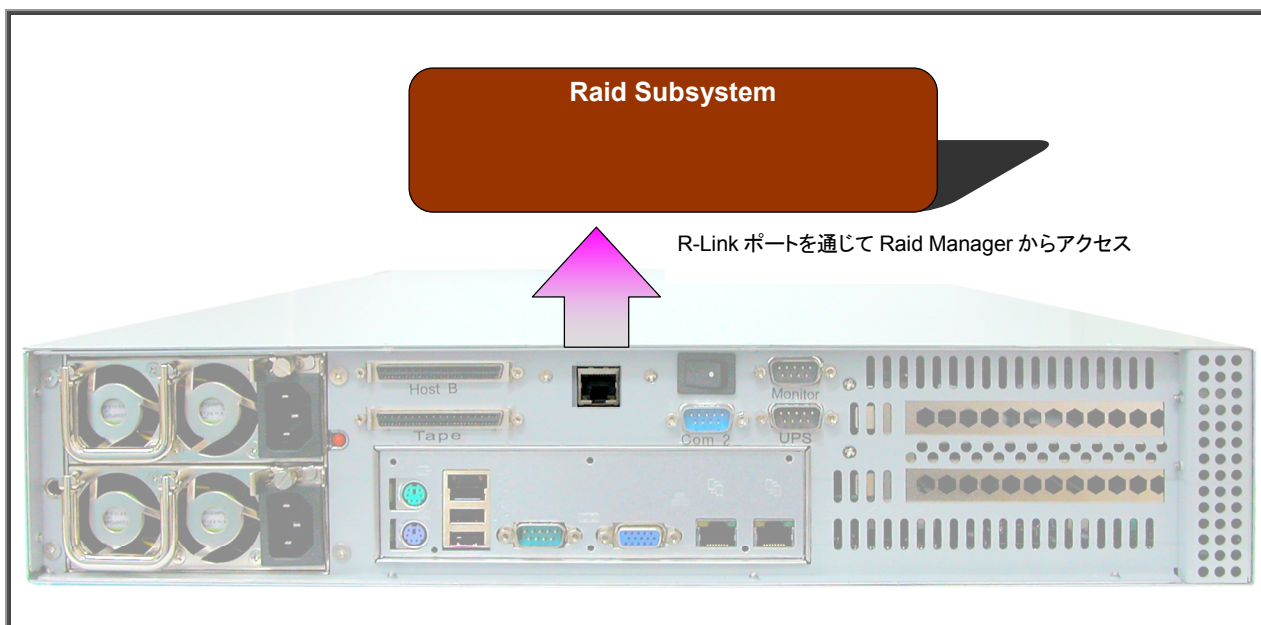 Raid Subsystem
R-Link ポートを通じて Raid Manager からアクセス
Host B
Monitor
Tape
Com 2
UPS